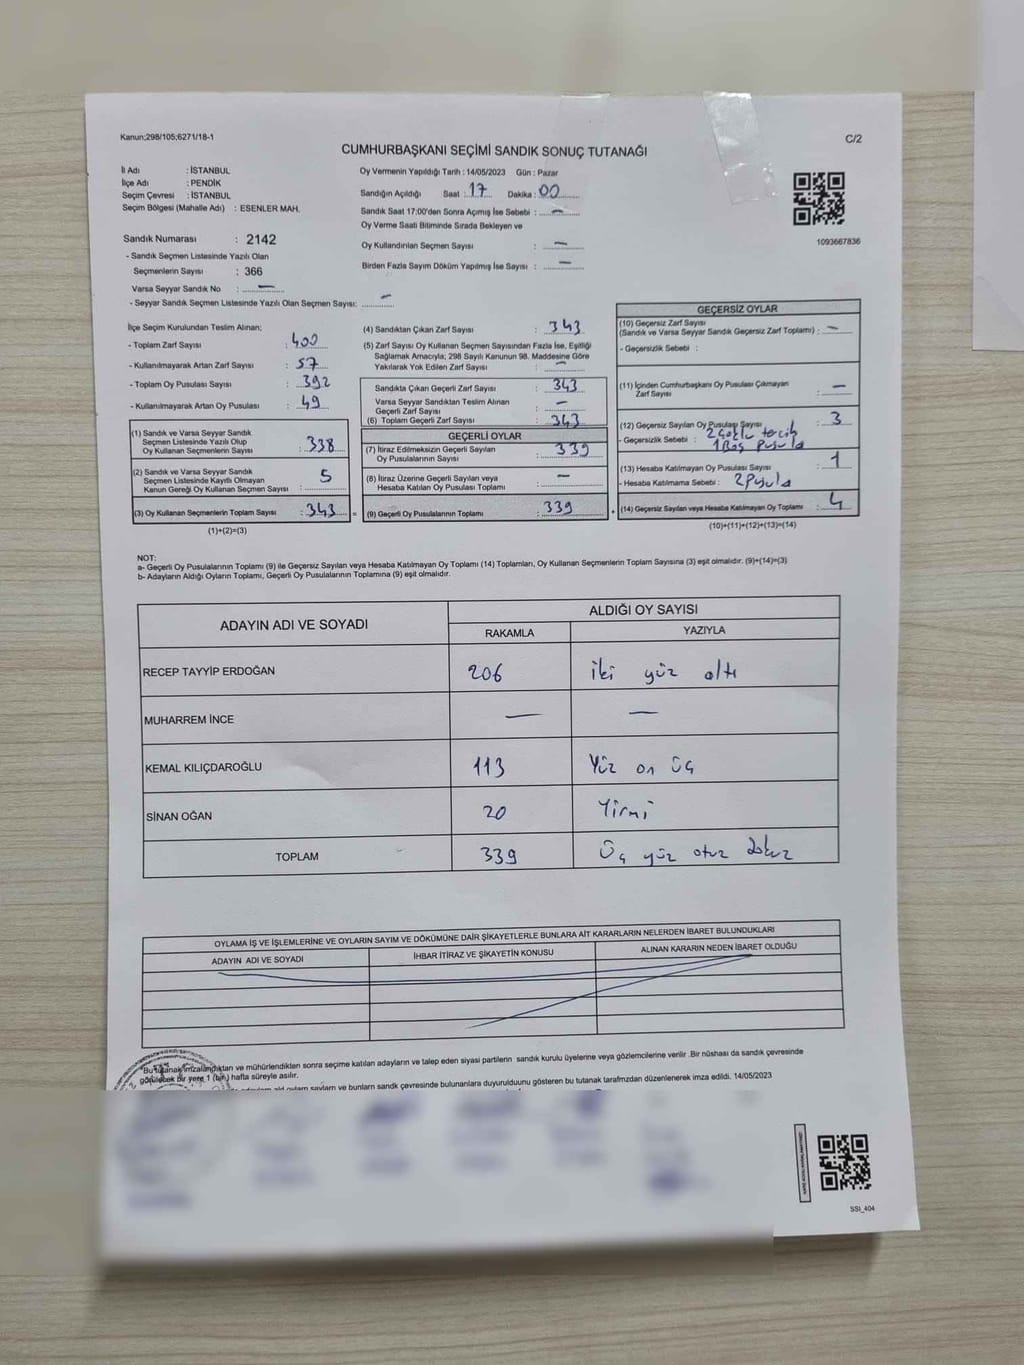 Kanun:298/105;6271/18-1
C/2
CUMHURBAŞKANI SEÇİMİ SANDIK SONUÇ TUTANAĞI
İl Adı : İSTANBUL
İlçe Adı : PENDİK
Seçim Çevresi : İSTANBUL
Seçim Bölgesi (Mahalle Adı) : ESENLER MAH.
Sandık Numarası : 2142
- Sandık Seçmen Listesinde Yazılı Olan
Seçmenlerin Sayısı : 366
Varsa Seyyar Sandık No : —
- Seyyar Sandık Seçmen Listesinde Yazılı Olan Seçmen Sayısı: —
Oy Vermenin Yapıldığı Tarih : 14/05/2023 Gün : Pazar
Sandığın Açıldığı Saat : 17 Dakika : 00
Sandık Saat 17:00'den Sonra Açımış İse Sebebi : —
Oy Verme Saati Bitiminde Sırada Bekleyen ve
Oy Kullandırılan Seçmen Sayısı : —
Birden Fazla Sayım Döküm Yapılmış İse Sayısı : —
1093667836
İlçe Seçim Kurulundan Teslim Alınan;
- Toplam Zarf Sayısı : 400
- Kullanılmayarak Artan Zarf Sayısı : 57
- Toplam Oy Pusulası Sayısı : 392
- Kullanılmayarak Artan Oy Pusulası : 49
(1) Sandık ve Varsa Seyyar Sandık
Seçmen Listesinde Yazılı Olup
Oy Kullanan Seçmenlerin Sayısı : 338
(2) Sandık ve Varsa Seyyar Sandık
Seçmen Listesinde Kayıtlı Olmayan
Kanun Gereği Oy Kullanan Seçmen Sayısı : 5
(3) Oy Kullanan Seçmenlerin Toplam Sayısı : 343 =
(1)+(2)=(3)
(4) Sandıktan Çıkan Zarf Sayısı : 343
(5) Zarf Sayısı Oy Kullanan Seçmen Sayısından Fazla İse, Eşitliği
Sağlamak Amacıyla; 298 Sayılı Kanunun 98. Maddesine Göre
Yakılarak Yok Edilen Zarf Sayısı : —
Sandıkta Çıkan Geçerli Zarf Sayısı : 343
Varsa Seyyar Sandıktan Teslim Alınan
Geçerli Zarf Sayısı : —
(6) Toplam Geçerli Zarf Sayısı : 343
GEÇERLİ OYLAR
(7) İtiraz Edilmeksizin Geçerli Sayılan
Oy Pusulalarının Sayısı : 339
(8) İtiraz Üzerine Geçerli Sayılan veya
Hesaba Katılan Oy Pusulaları Toplamı : —
(9) Geçerli Oy Pusulalarının Toplamı : 339 +
GEÇERSİZ OYLAR
(10) Geçersiz Zarf Sayısı
(Sandık ve Varsa Seyyar Sandık Geçersiz Zarf Toplamı) : —
- Geçersizlik Sebebi :
(11) İçinden Cumhurbaşkanı Oy Pusulası Çıkmayan
Zarf Sayısı : —
(12) Geçersiz Sayılan Oy Pusulası Sayısı : 3
- Geçersizlik Sebebi : 2 çoklu tercih
1 Boş pusula
(13) Hesaba Katılmayan Oy Pusulası Sayısı : 1
- Hesaba Katılmama Sebebi : 2 Pusula
(14) Geçersiz Sayılan veya Hesaba Katılmayan Oy Toplamı : 4
(10)+(11)+(12)+(13)=(14)
NOT:
a- Geçerli Oy Pusulalarının Toplamı (9) ile Geçersiz Sayılan veya Hesaba Katılmayan Oy Toplamı (14) Toplamları, Oy Kullanan Seçmenlerin Toplam Sayısına (3) eşit olmalıdır. (9)+(14)=(3)
b- Adayların Aldığı Oyların Toplamı, Geçerli Oy Pusulalarının Toplamına (9) eşit olmalıdır.
ADAYIN ADI VE SOYADI ALDIĞI OY SAYISI
RAKAMLA YAZIYLA
RECEP TAYYİP ERDOĞAN 206 iki yüz altı
MUHARREM İNCE — —
KEMAL KILIÇDAROĞLU 113 Yüz on üç
SİNAN OĞAN 20 Yirmi
TOPLAM 339 Üç yüz otuz dokuz
OYLAMA İŞ VE İŞLEMLERİNE VE OYLARIN SAYIM VE DÖKÜMÜNE DAİR ŞİKAYETLERLE BUNLARA AİT KARARLARIN NELERDEN İBARET BULUNDUKLARI
ADAYIN ADI VE SOYADI İHBAR İTİRAZ VE ŞİKAYETİN KONUSU ALINAN KARARIN NEDEN İBARET OLDUĞU
Bu tutanak imzalandıktan ve mühürlendikten sonra seçime katılan adayların ve talep eden siyasi partilerin sandık kurulu üyelerine veya gözlemcilerine verilir .Bir nüshası da sandık çevresinde
görülebilecek bir yere 1 (bir) hafta süreyle asılır.
sandk çevresinde bulunanlara duyurulduunu gösteren bu tutanak tarafmzdan düzenlenerek imza edildi. 14/05/2023
SSI_404